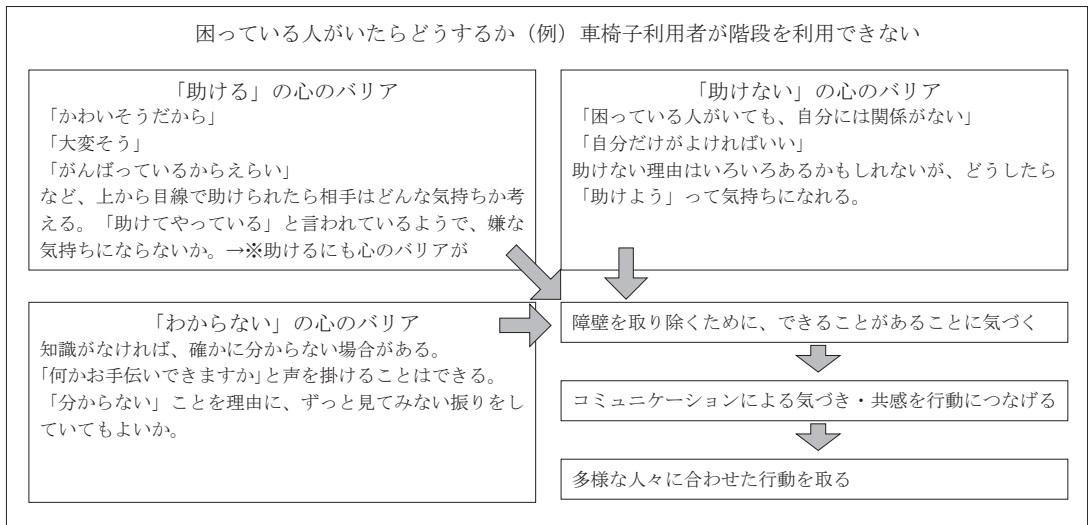 困っている人がいたらどうするか（例）車椅子利用者が階段を利用できない
「助ける」の心のバリア
「かわいそうだから」
「大変そう」
「がんばっているからえらい」
など、上から目線で助けられたら相手はどんな気持ちか考
える。「助けてやっている」と言われているようで、嫌な
気持ちにならないか。→※助けるにも心のバリアが
「助けない」の心のバリア
「困っている人がいても、自分には関係がない」
「自分だけがよければいい」
助けない理由はいろいろあるかもしれないが、どうしたら
「助けよう」って気持ちになれる。
「わからない」の心のバリア
知識がなければ、確かに分からない場合がある。
「何かお手伝いできますか」と声を掛けることはできる。
「分からない」ことを理由に、ずっと見てみない振りをし
ていてもよいか。
障壁を取り除くために、できることがあることに気づく
コミュニケーションによる気づき・共感を行動につなげる
多様な人々に合わせた行動を取る